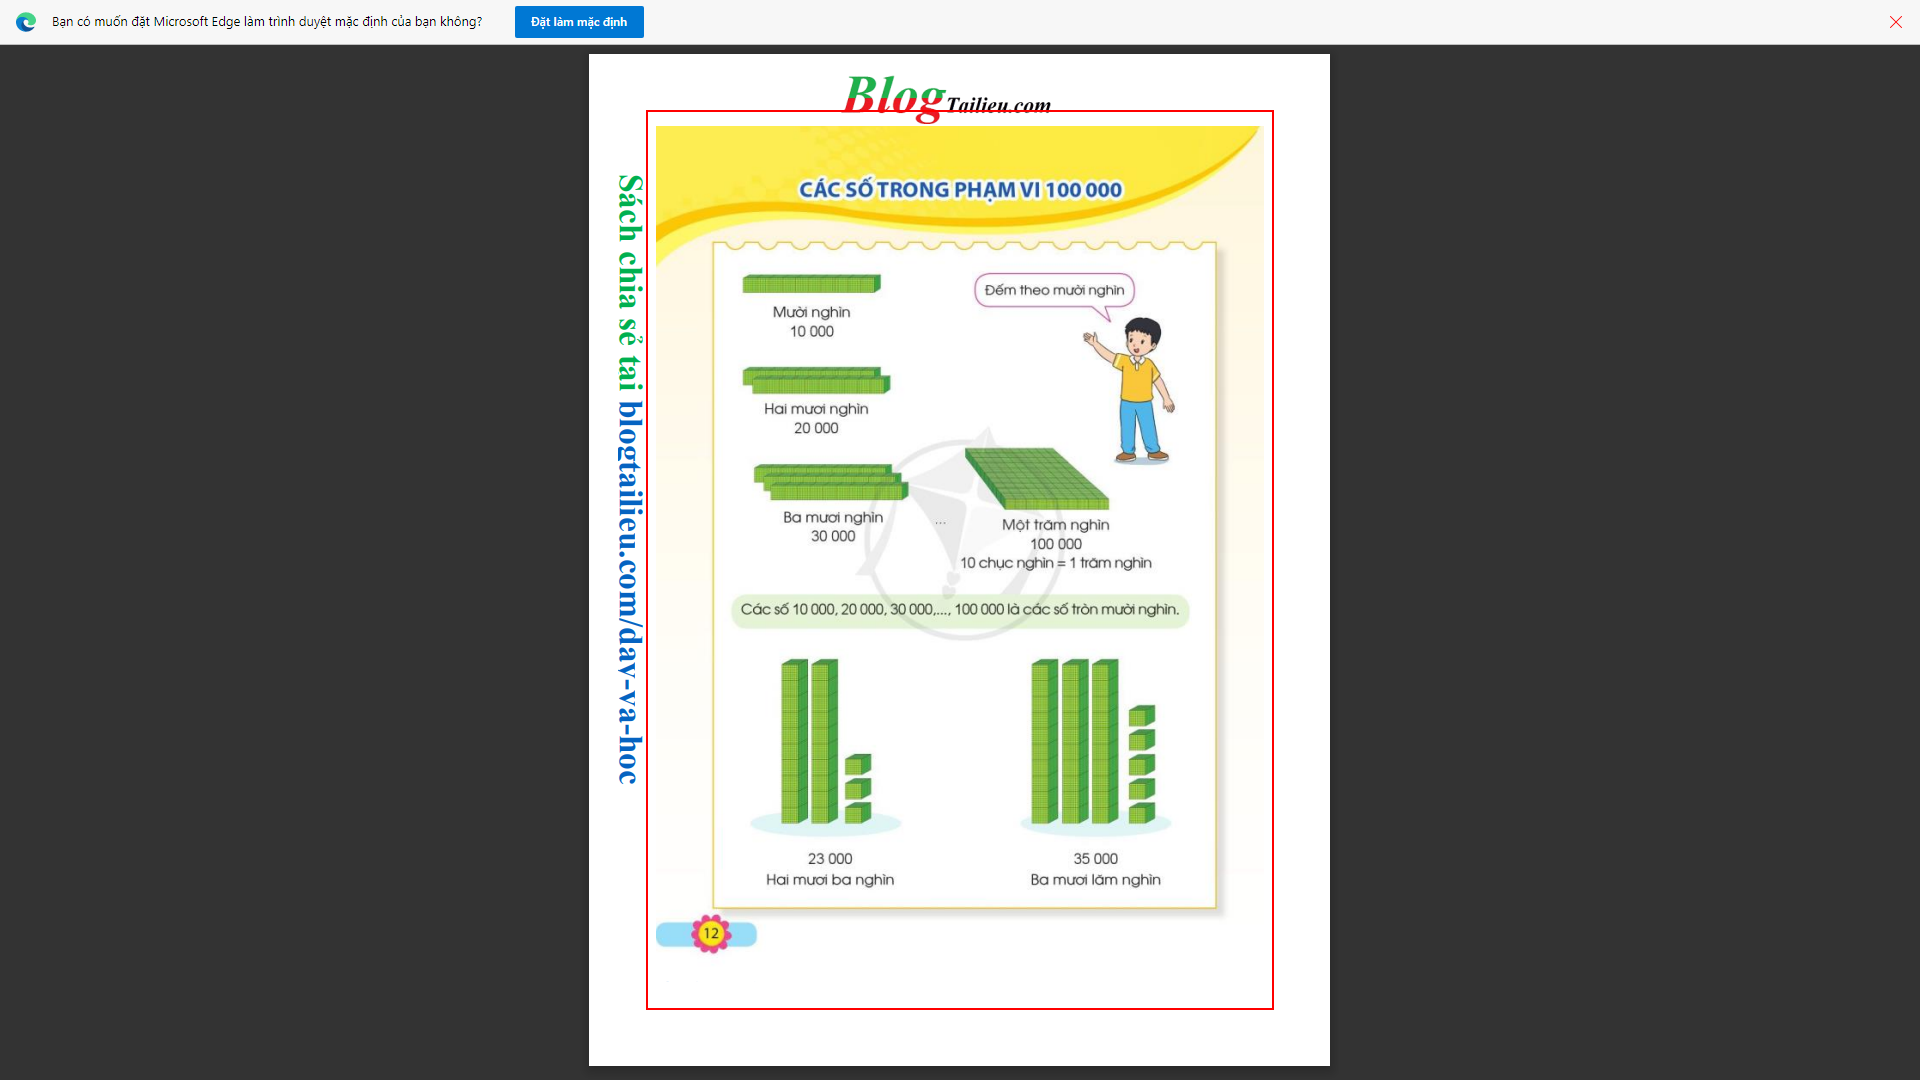 Bạn có muốn đặt Microsoft Edge làm trình duyệt mặc định của bạn không?
Đặt làm mặc định
Blog Tailieu.com
Sách chia sẻ tại blogtailieu.com/day-va-hoc
CÁC SỐ TRONG PHẠM VI 100 000
Đếm theo mười nghìn
Mười nghìn
10 000
Hai mươi nghìn
20 000
Ba mươi nghìn
30 000
...
Một trăm nghìn
100 000
10 chục nghìn = 1 trăm nghìn
Các số 10 000, 20 000, 30 000,..., 100 000 là các số tròn mười nghìn.
23 000
Hai mươi ba nghìn
35 000
Ba mươi lăm nghìn
12